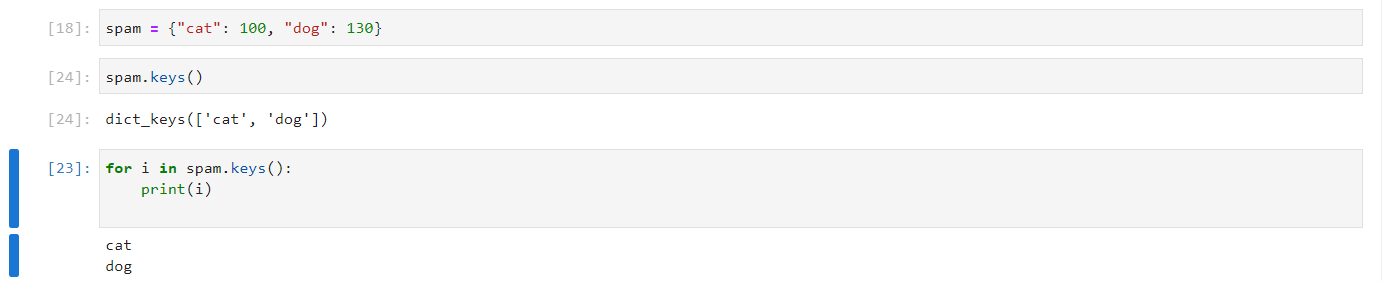 [18]: spam = {"cat": 100, "dog": 130}
[24]: spam.keys()
[24]: dict_keys(['cat', 'dog'])
[23]: for i in spam.keys():
    print(i)
cat
dog